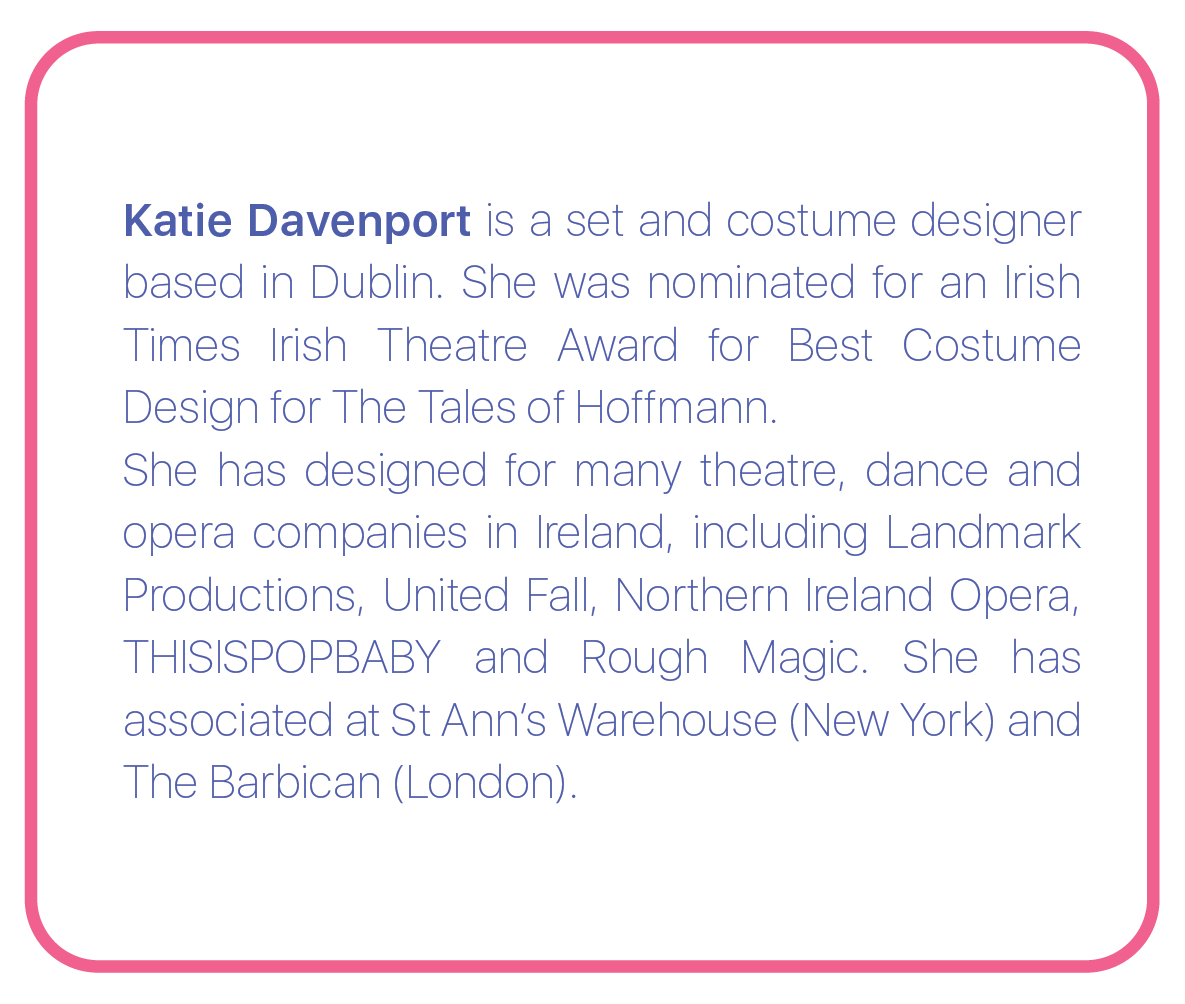 Katie Davenport is a set and costume designer
based in Dublin. She was nominated for an Irish
Times Irish Theatre Award for Best Costume
Design for The Tales of Hoffmann.
She has designed for many theatre, dance and
opera companies in Ireland, including Landmark
Productions, United Fall, Northern Ireland Opera,
THISISPOPBABY and Rough Magic. She has
associated at St Ann’s Warehouse (New York) and
The Barbican (London).